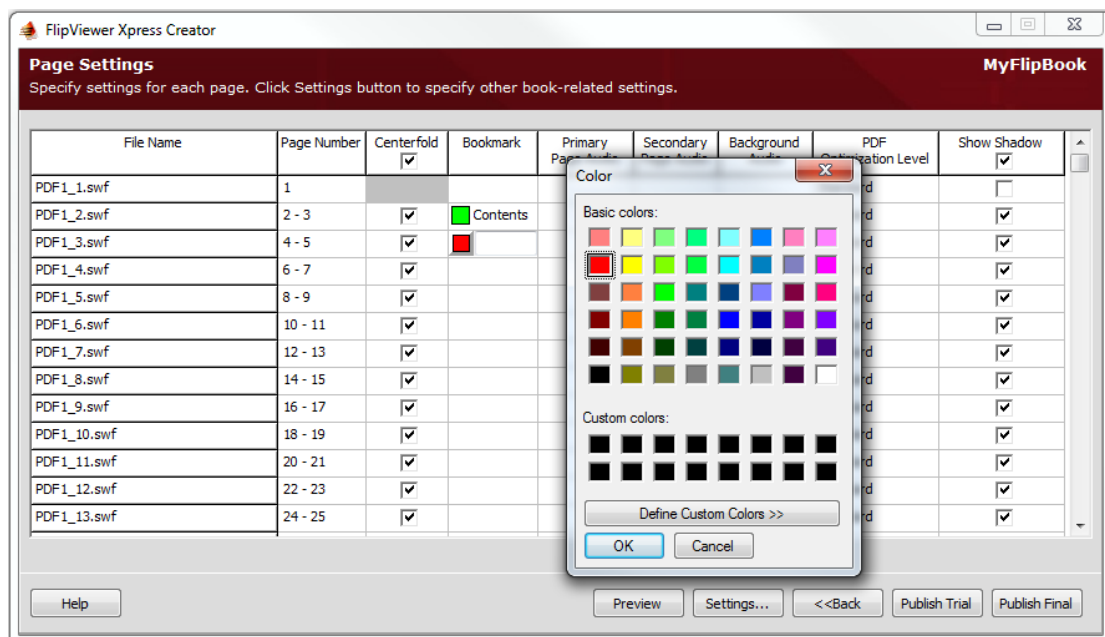 FlipViewer Xpress Creator
Page Settings
MyFlipBook
Specify settings for each page. Click Settings button to specify other book-related settings.
File Name Page Number Centerfold Bookmark Primary Secondary Background PDF Show Shadow
Level
Color
PDF1_1.swf 1
PDF1_2.swf 2 - 3 Contents
PDF1_3.swf 4 - 5
PDF1_4.swf 6 - 7
PDF1_5.swf 8 - 9
PDF1_6.swf 10 - 11
PDF1_7.swf 12 - 13
PDF1_8.swf 14 - 15
PDF1_9.swf 16 - 17
PDF1_10.swf 18 - 19
PDF1_11.swf 20 - 21
PDF1_12.swf 22 - 23
PDF1_13.swf 24 - 25
Basic colors:
Custom colors:
Define Custom Colors >>
OK Cancel
Help Preview Settings... <<Back Publish Trial Publish Final